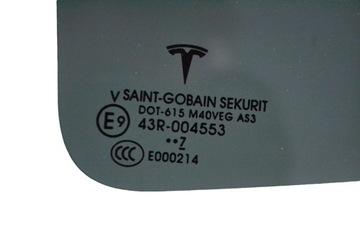 V SAINT-GOBAIN SEKURIT
DOT-615 M40VEG AS3
E9 43R-004553
••Z
CCC E000214